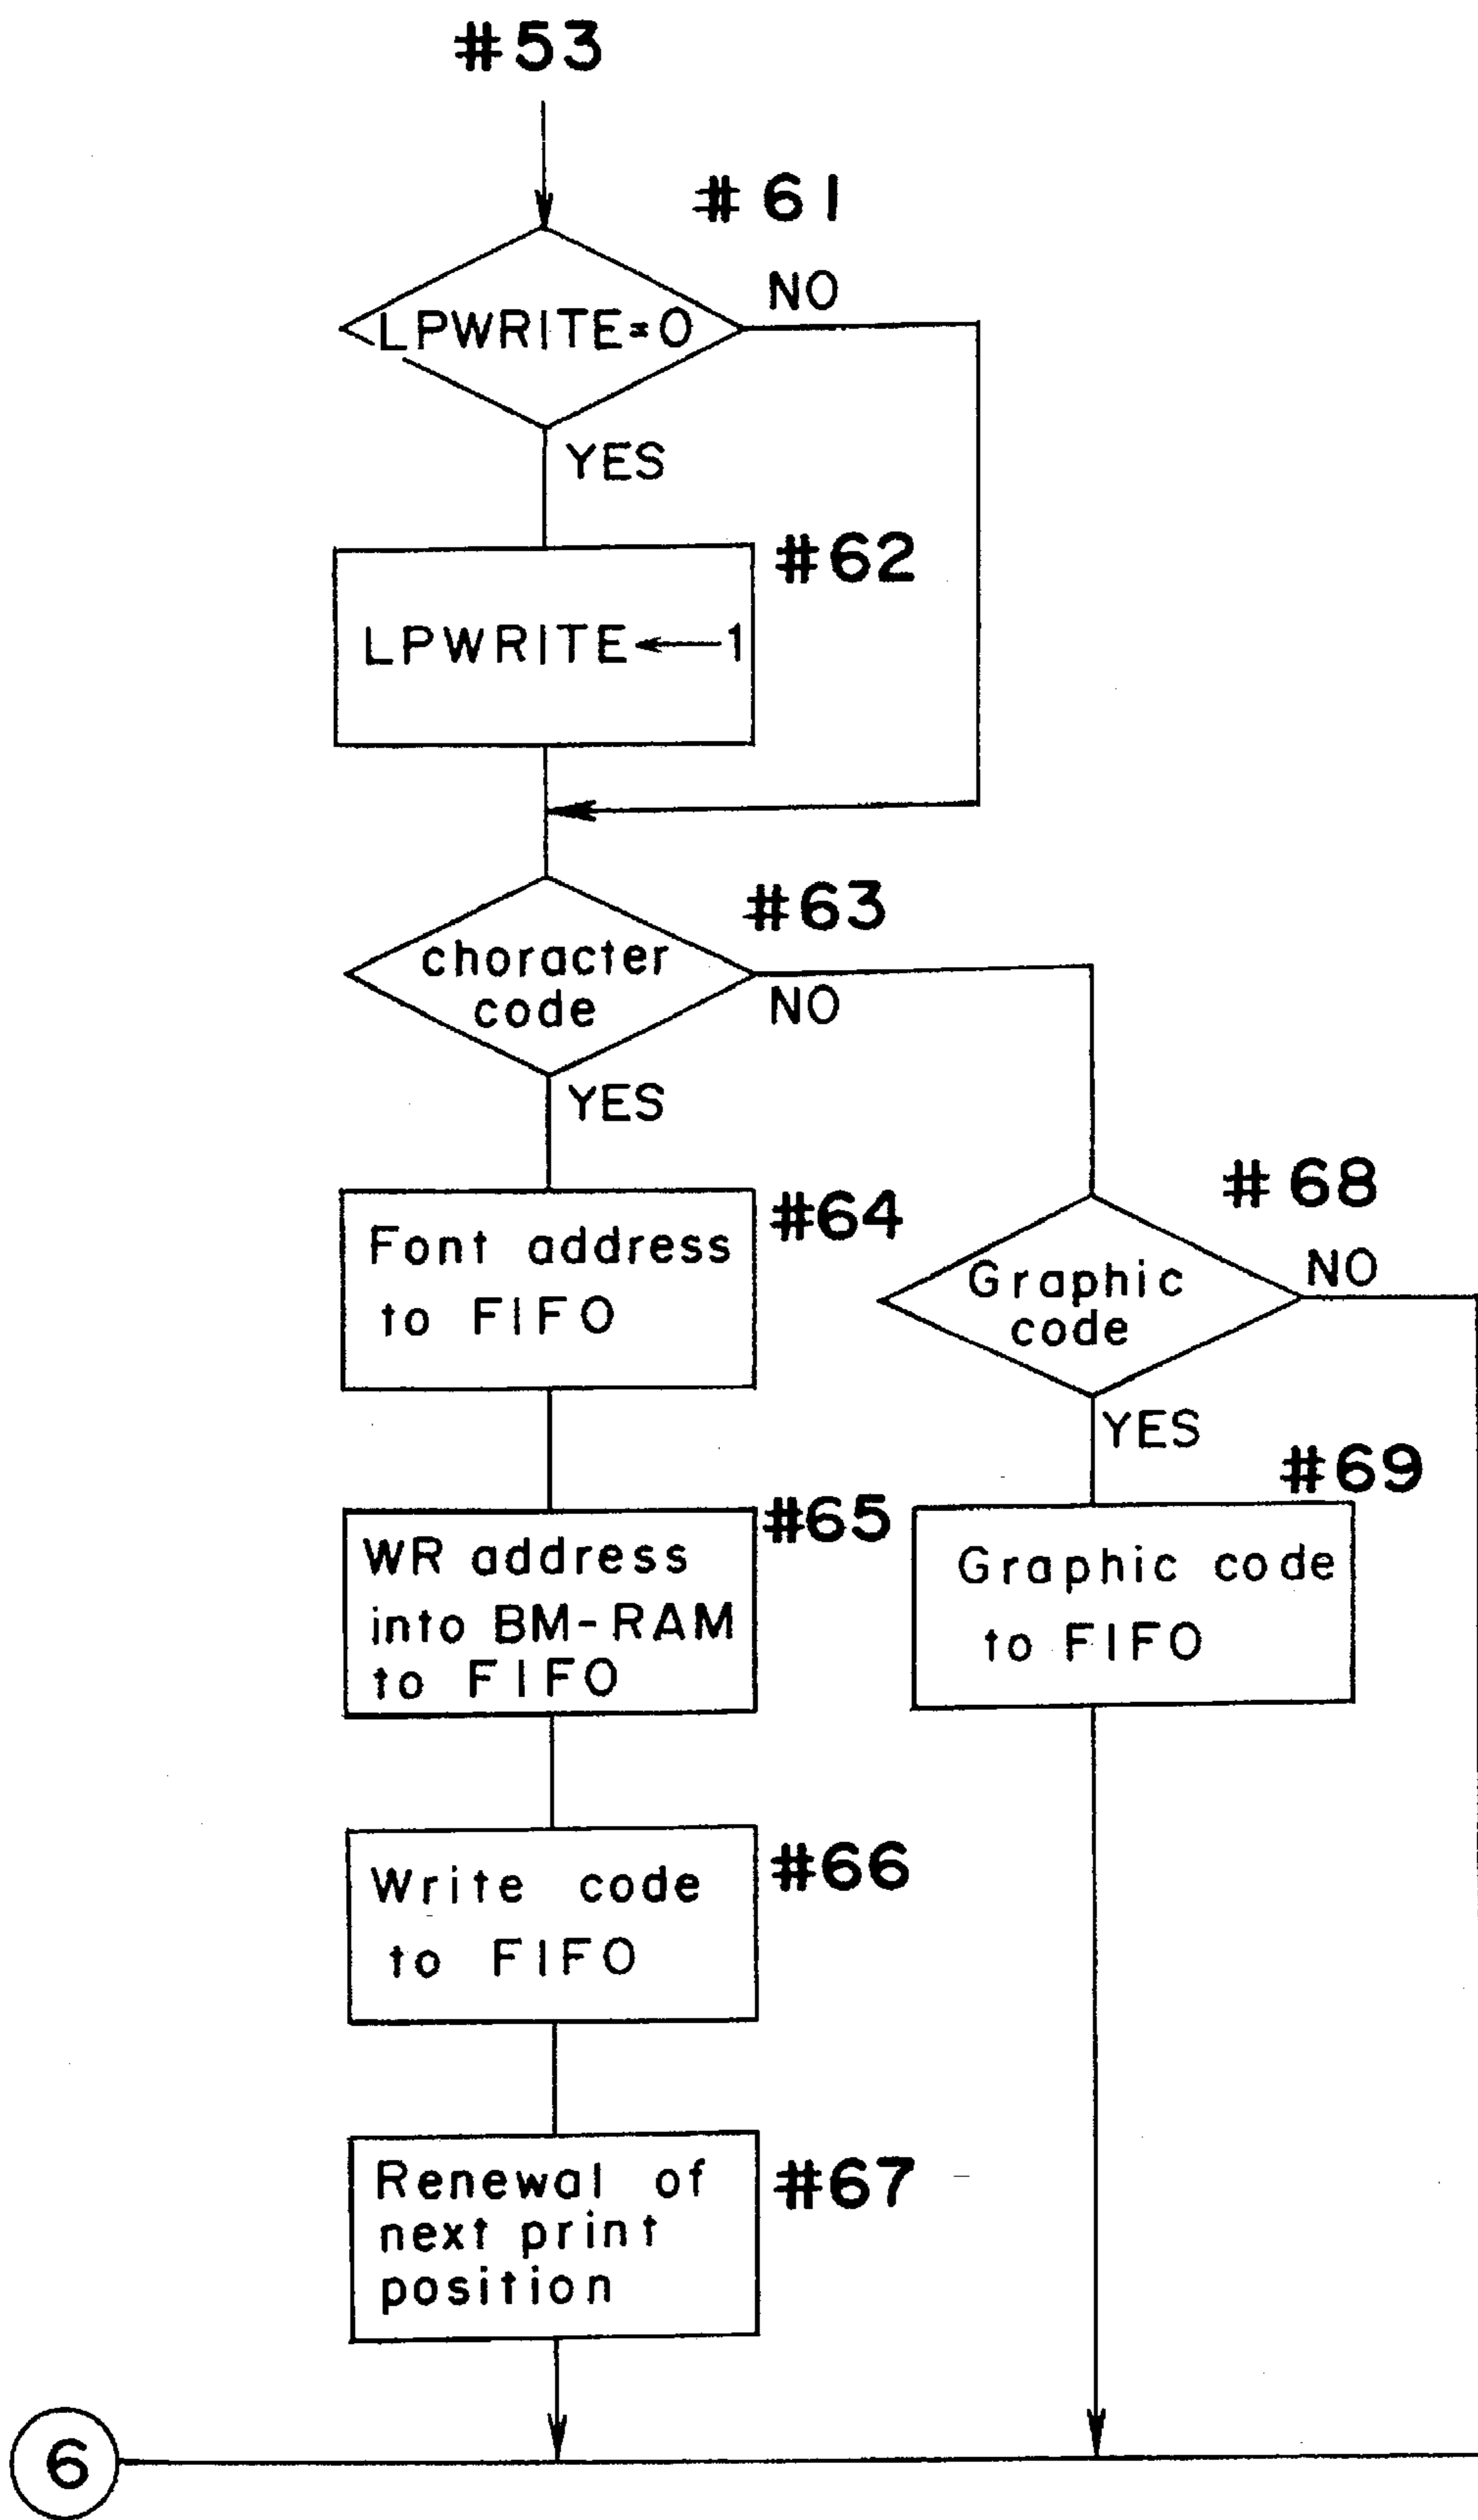 #53
#61
NO
LPWRITE=0
YES
#62
LPWRITE←1
#63
choracter
code
NO
YES
#64
Font address
to FIFO
#68
NO
Graphic
code
YES
#65
WR address
into BM-RAM
to FIFO
#69
Graphic code
to FIFO
#66
Write code
to FIFO
#67
Renewal of
next print
position
6